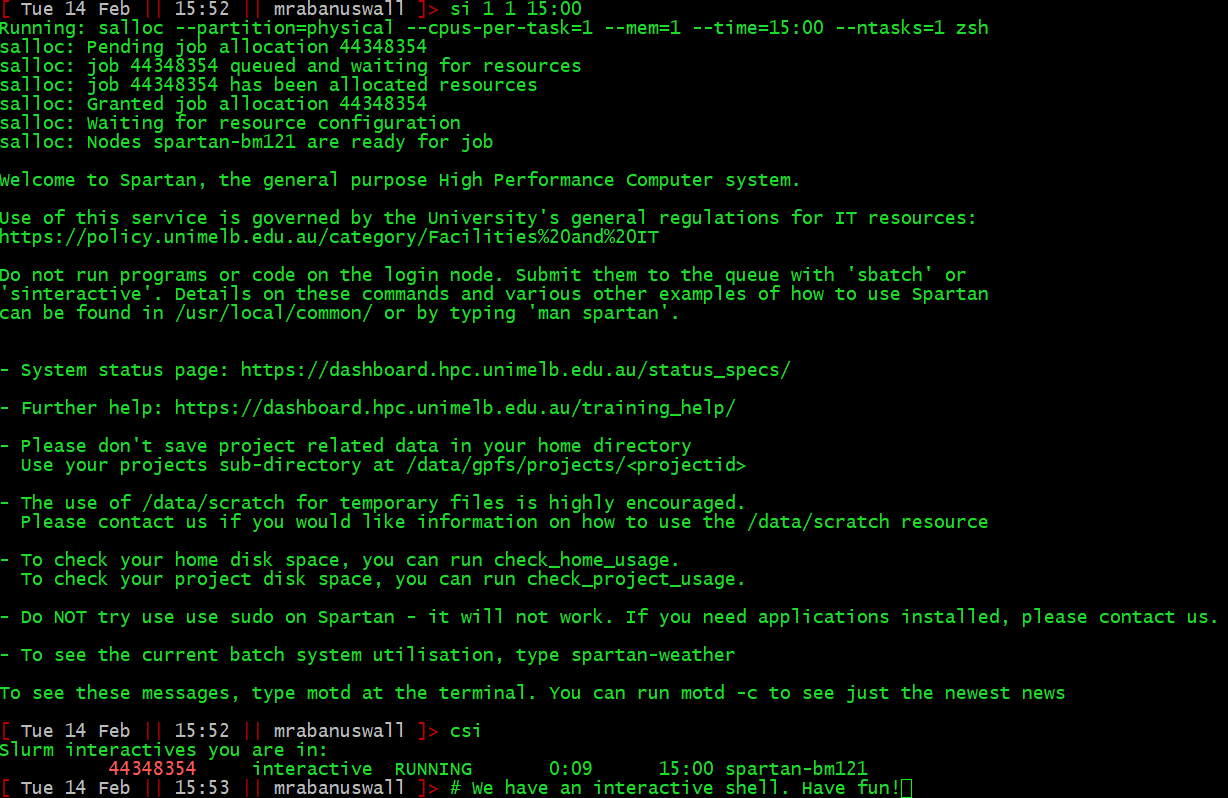 [ Tue 14 Feb || 15:52 || mrabanuswall ]> si 1 1 15:00
Running: salloc --partition=physical --cpus-per-task=1 --mem=1 --time=15:00 --ntasks=1 zsh
salloc: Pending job allocation 44348354
salloc: job 44348354 queued and waiting for resources
salloc: job 44348354 has been allocated resources
salloc: Granted job allocation 44348354
salloc: Waiting for resource configuration
salloc: Nodes spartan-bm121 are ready for job
Welcome to Spartan, the general purpose High Performance Computer system.
Use of this service is governed by the University's general regulations for IT resources:
https://policy.unimelb.edu.au/category/Facilities%20and%20IT
Do not run programs or code on the login node. Submit them to the queue with 'sbatch' or
'sinteractive'. Details on these commands and various other examples of how to use Spartan
can be found in /usr/local/common/ or by typing 'man spartan'.
- System status page: https://dashboard.hpc.unimelb.edu.au/status_specs/
- Further help: https://dashboard.hpc.unimelb.edu.au/training_help/
- Please don't save project related data in your home directory
Use your projects sub-directory at /data/gpfs/projects/<projectid>
- The use of /data/scratch for temporary files is highly encouraged.
Please contact us if you would like information on how to use the /data/scratch resource
- To check your home disk space, you can run check_home_usage.
To check your project disk space, you can run check_project_usage.
- Do NOT try use use sudo on Spartan - it will not work. If you need applications installed, please contact us.
- To see the current batch system utilisation, type spartan-weather
To see these messages, type motd at the terminal. You can run motd -c to see just the newest news
[ Tue 14 Feb || 15:52 || mrabanuswall ]> csi
Slurm interactives you are in:
44348354 interactive RUNNING 0:09 15:00 spartan-bm121
[ Tue 14 Feb || 15:53 || mrabanuswall ]> # We have an interactive shell. Have fun!